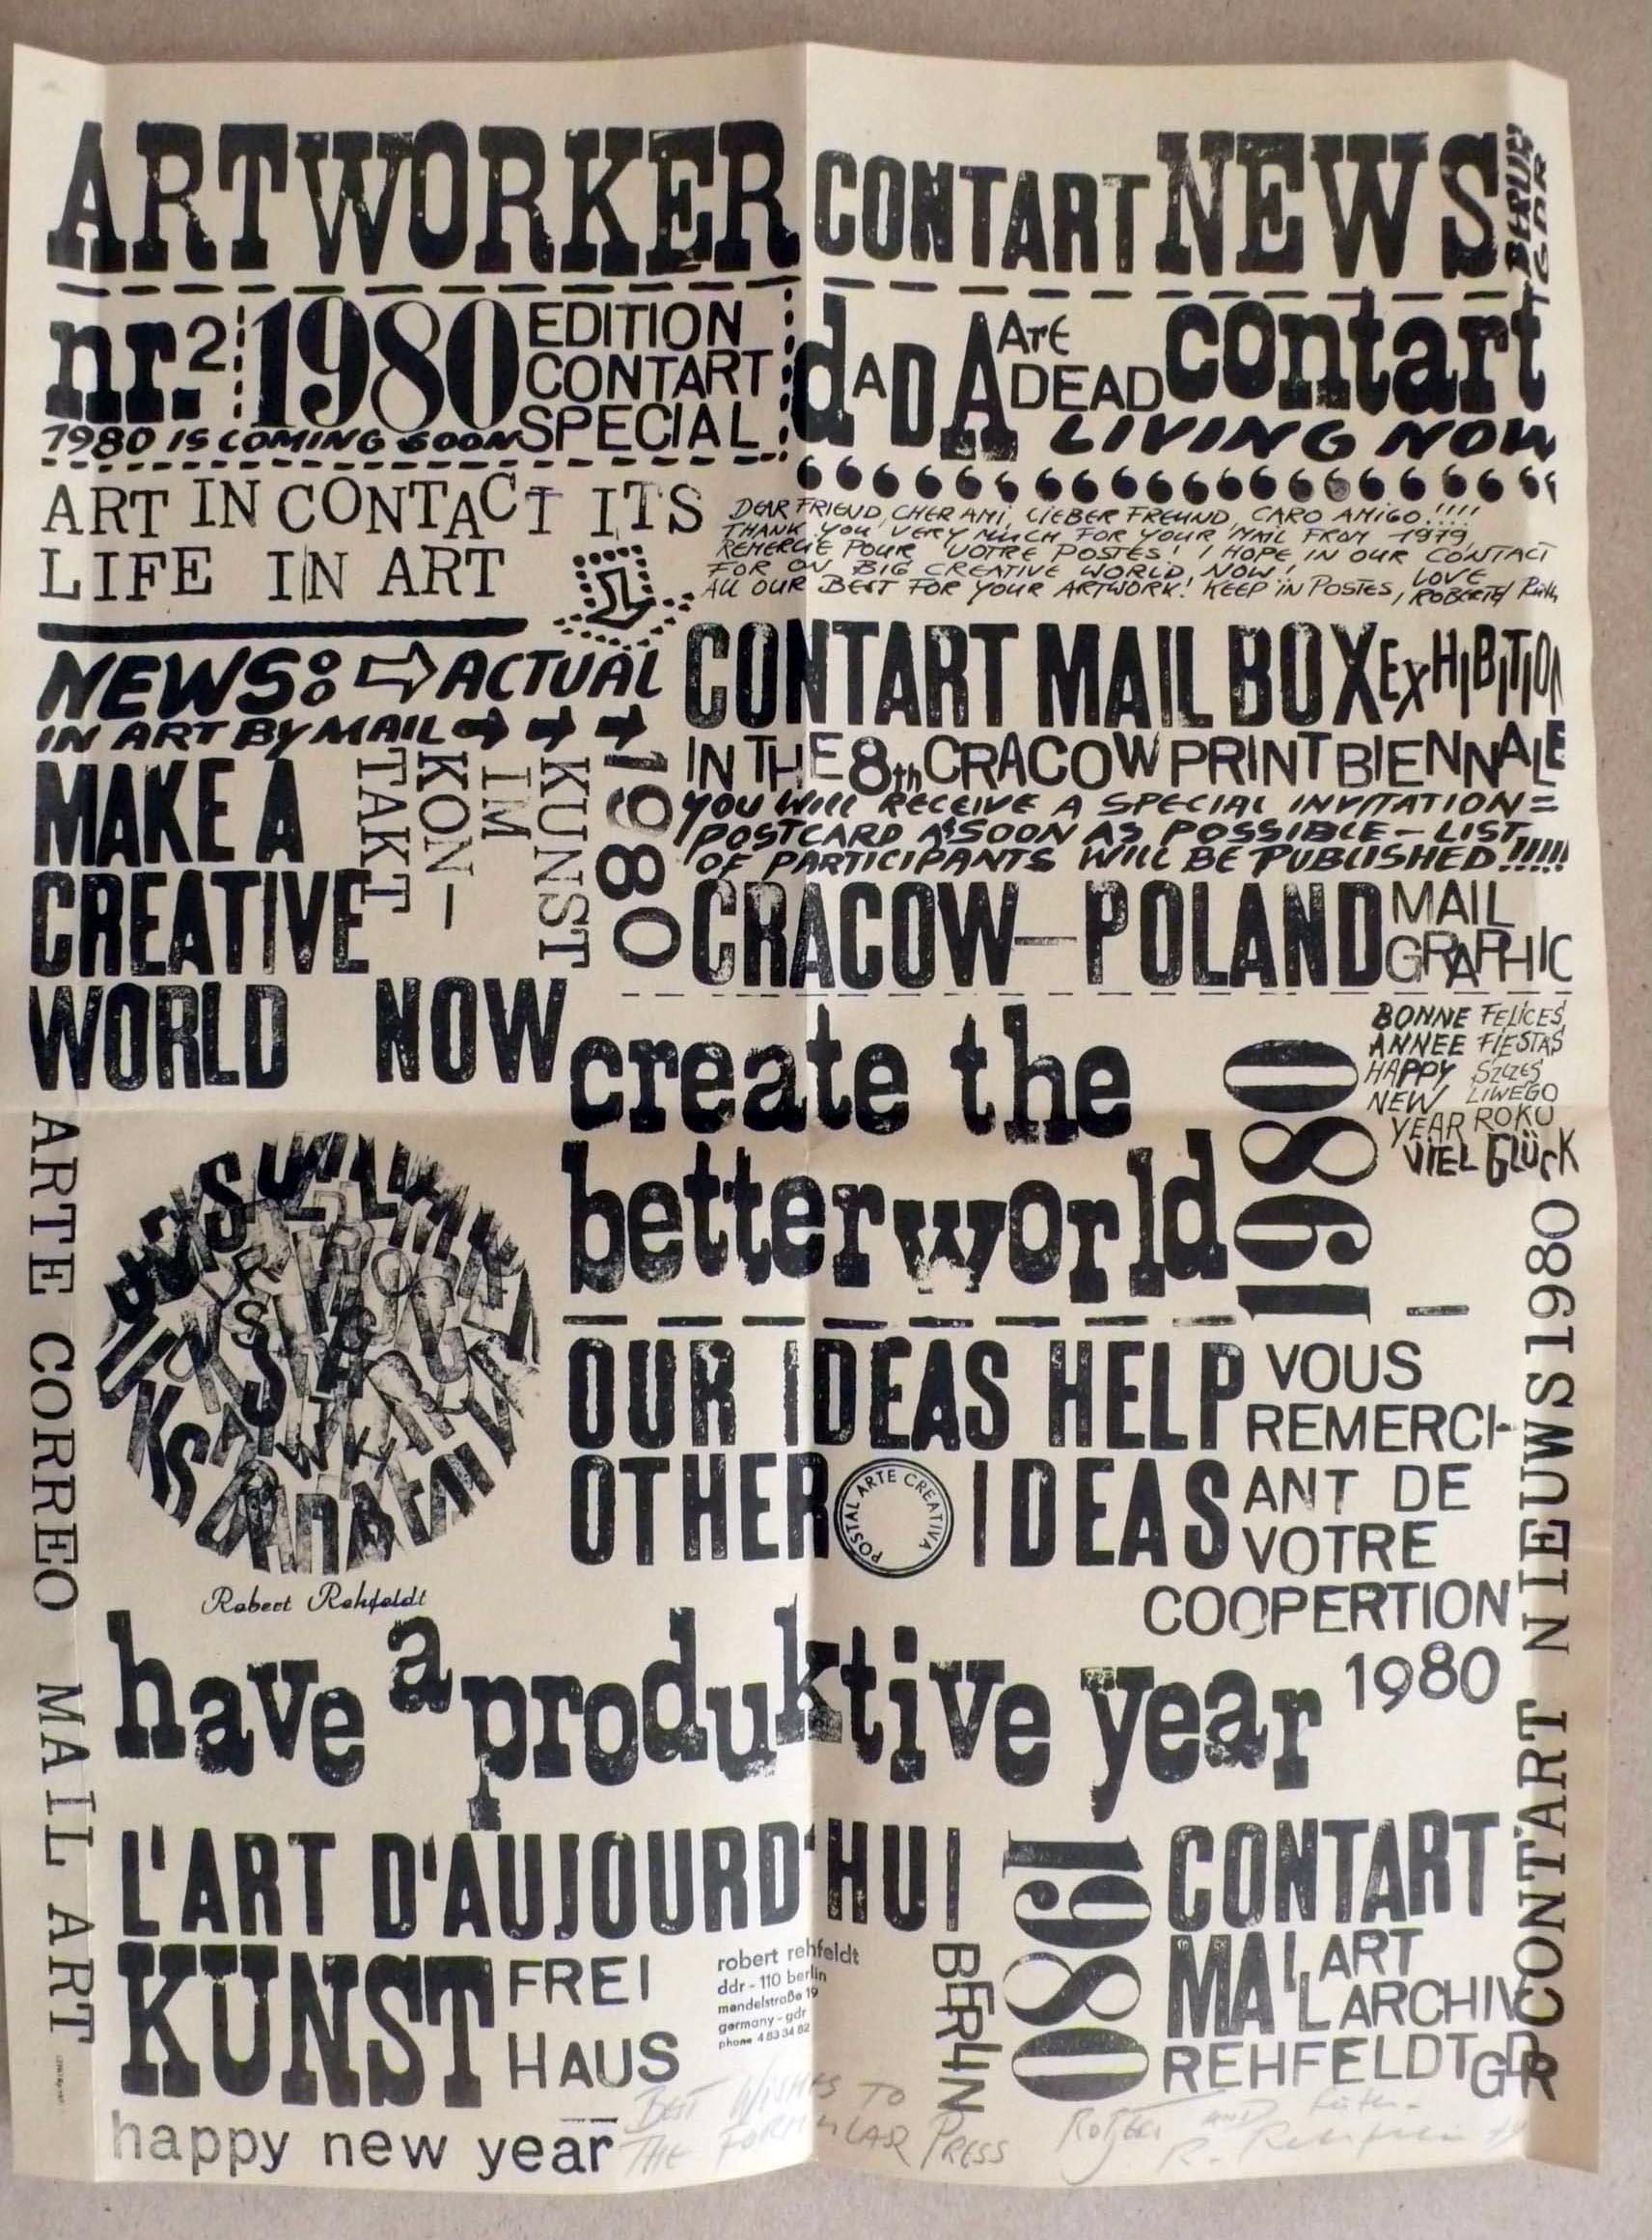 ARTWORKER CONTART NEWS
BERLIN
GDR
nr. 2 1980 EDITION
CONTART
SPECIAL
1980 IS COMING SOON
dADA ArE
DEAD contart
LIVING NOW
ART IN CONTACT ITS
LIFE IN ART
DEAR FRIEND, CHER AMI, LIEBER FREUND, CARO AMIGO!!!!
THANK YOU VERY MUCH FOR YOUR MAIL FROM 1979,
REMERCIE POUR VOTRE POSTES! I HOPE IN OUR CONTACT
FOR ON BIG CREATIVE WORLD, NOW!
ALL OUR BEST FOR YOUR ARTWORK! KEEP IN POSTES, LOVE
ROBERT & Ruth
NEWS: ACTUAL
IN ART BY MAIL
CONTART MAIL BOX ExHIBITION
IN THE 8th CRACOW PRINT BIENNALE
YOU WILL RECEIVE A SPECIAL INVITATION=
POSTCARD A'SOON AS POSSIBLE - LIST
OF PARTICIPANTS WILL BE PUBLISHED!!!!!
CRACOW—POLAND MAIL
GRAPHIC
MAKE A
CREATIVE
WORLD NOW
KUNST
IM
KON-
TAKT
1980
create the
betterworld
1980
BONNE FELICES
ANNEE FIESTAS
HAPPY SZCZES
NEW LIWEGO
YEAR ROKU
VIEL GLÜcK
ARTE CORREO MAIL ART
Robert Rehfeldt
OUR IDEAS HELP
OTHER IDEAS
POSTAL ARTE CREATIVA
VOUS
REMERCI-
ANT DE
VOTRE
COOPERTION
CONTART NIEUWS 1980
have a produktive year 1980
L'ART D'AUJOURD'HUI
KUNST FREI
HAUS
robert rehfeldt
ddr - 110 berlin
mendelstraße 19
germany - gdr
phone 4 83 34 82
BERLIN
1980
CONTART
MAIL ART
ARCHIV
REHFELDT GDR
happy new year
BEST WISHES TO
THE FORMULAR PRESS